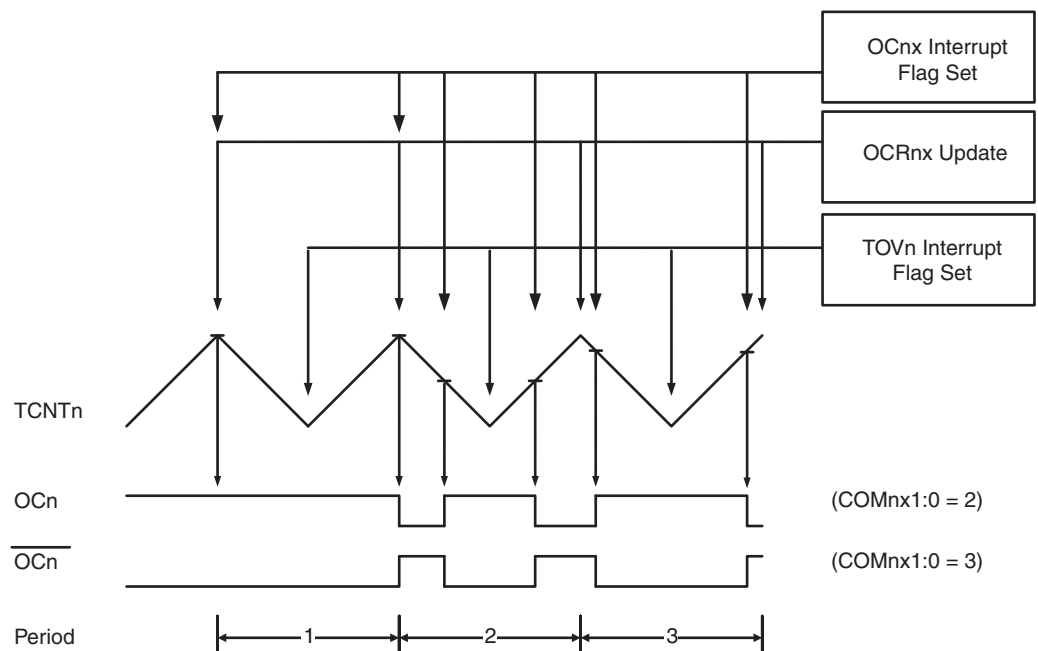 OCnx Interrupt
Flag Set
OCRnx Update
TOVn Interrupt
Flag Set
TCNTn
OCn
(COMnx1:0 = 2)
OCn
(COMnx1:0 = 3)
Period
1
2
3